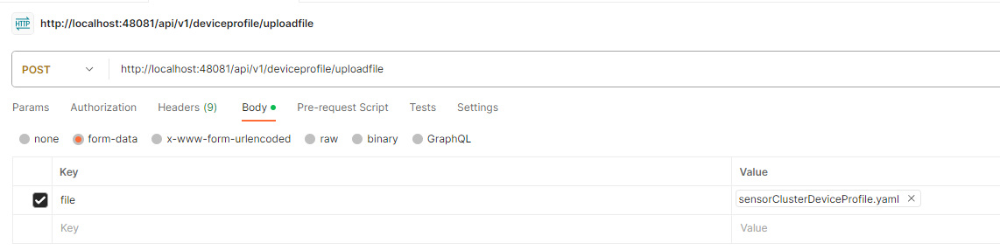 HTTP http://localhost:48081/api/v1/deviceprofile/uploadfile
POST http://localhost:48081/api/v1/deviceprofile/uploadfile
Params Authorization Headers (9) Body Pre-request Script Tests Settings
none form-data x-www-form-urlencoded raw binary GraphQL
Key Value
file sensorClusterDeviceProfile.yaml
Key Value